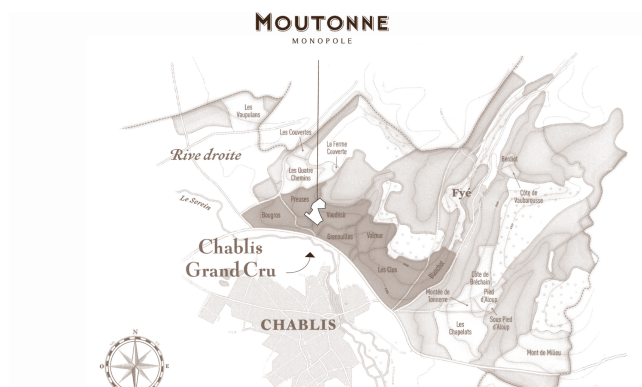 MOUTONNE
MONOPOLE
Les
Vaupulans
Les Couvertes
La Ferme
Couverte
Rive droite
Les Quatre
Chemins
Béchot
Fyé
Côte de
Vaubarousse
Le Serein
Preuses
Bougros
Vaudésir
Grenouilles
Valmur
Chablis
Grand Cru
Les Clos
Blanchot
Côte de
Bréchain
Montée de
Tonnerre
Pied
d'Aloup
Sous Pied
d'Aloup
CHABLIS
Les
Chapelots
Mont de Milieu
N
O
E